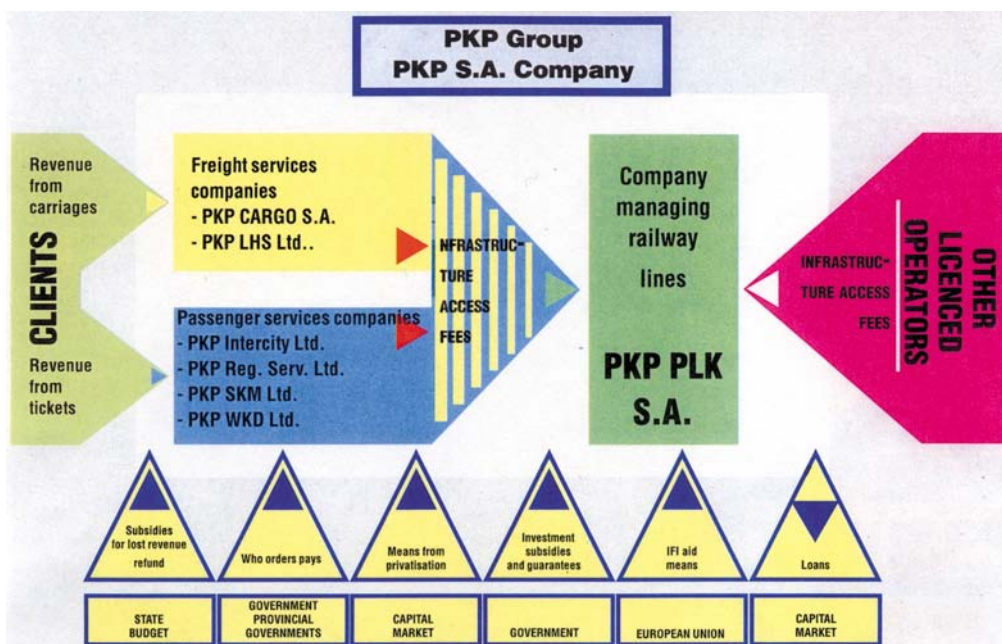 PKP Group
PKP S.A. Company
Revenue
from
carriages
CLIENTS
Revenue
from
tickets
Freight services
companies
- PKP CARGO S.A.
- PKP LHS Ltd..
Passenger services companies
- PKP Intercity Ltd.
- PKP Reg. Serv. Ltd.
- PKP SKM Ltd.
- PKP WKD Ltd.
NFRASTRUC-
TURE
ACCESS
FEES
Company
managing
railway
lines
PKP PLK
S.A.
INFRASTRUC-
TURE ACCESS
FEES
OTHER
LICENCED
OPERATORS
Subsidies
for lost revenue
refund
Who orders pays
Means from
privatisation
Investment
subsidies
and guarantees
IFI aid
means
Loans
STATE
BUDGET
GOVERNMENT
PROVINCIAL
GOVERNMENTS
CAPITAL
MARKET
GOVERNMENT
EUROPEAN UNION
CAPITAL
MARKET